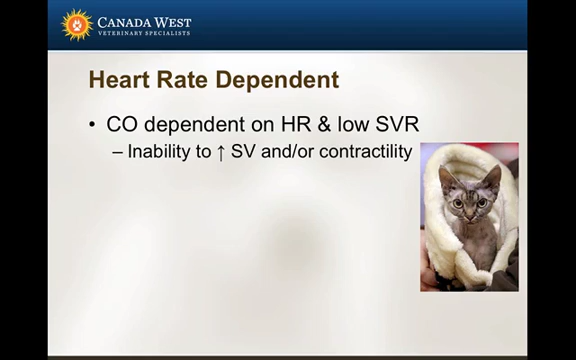 CANADA WEST
VETERINARY SPECIALISTS
Heart Rate Dependent
• CO dependent on HR & low SVR
– Inability to ↑ SV and/or contractility